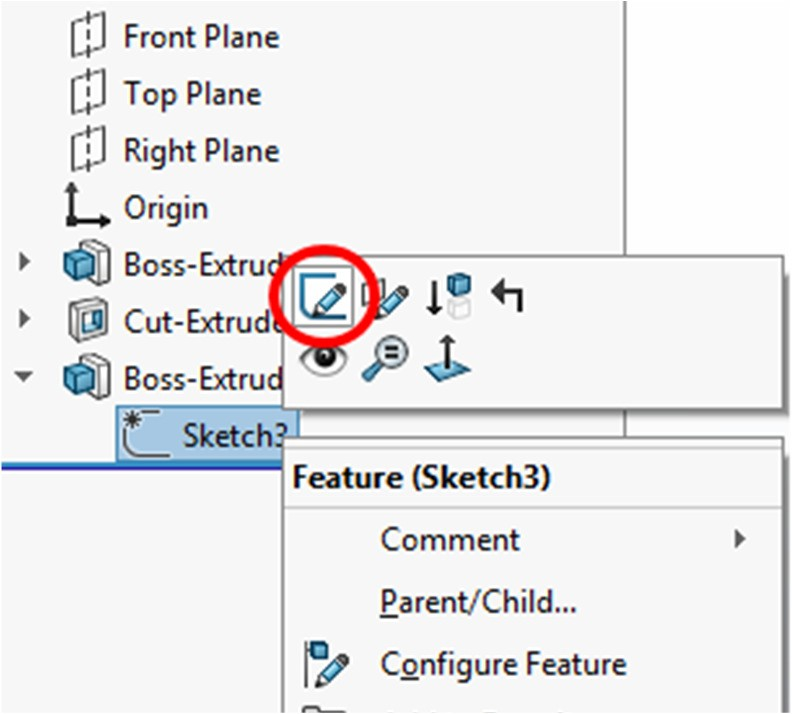 Front Plane
Top Plane
Right Plane
Origin
Boss-Extrud
Cut-Extrud
Boss-Extrud
Sketch3
Feature (Sketch3)
Comment
Parent/Child...
Configure Feature